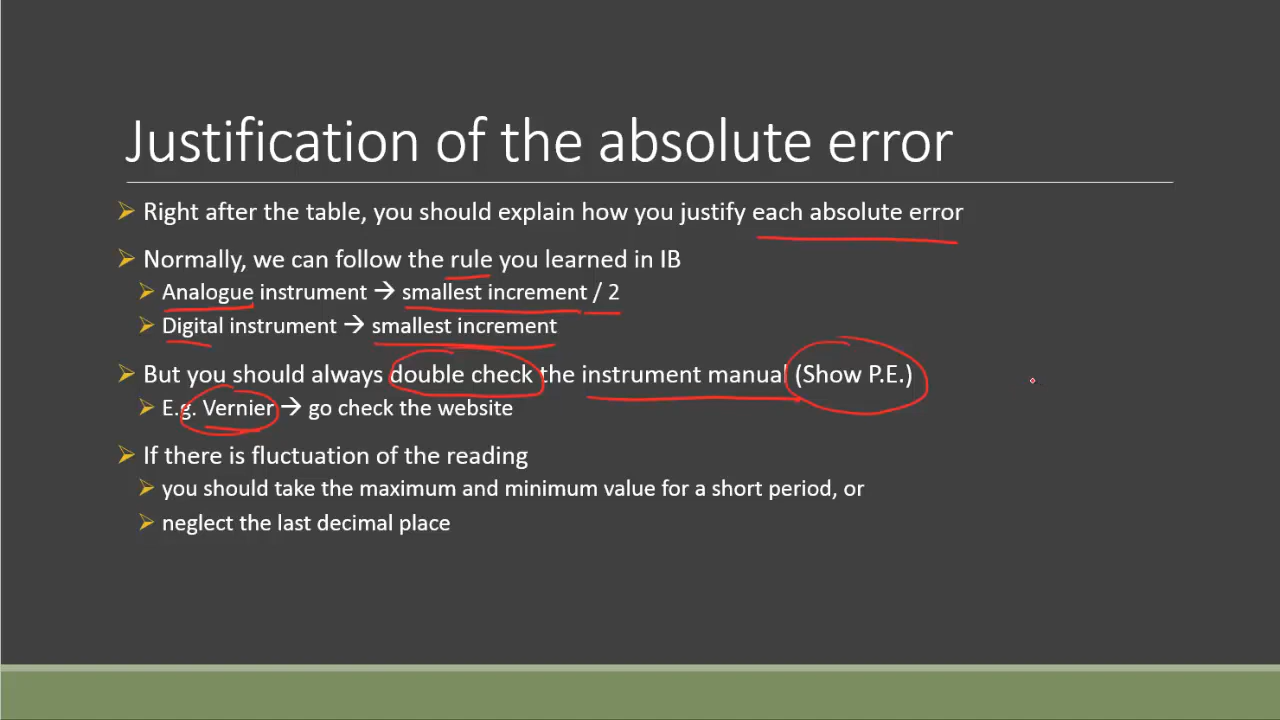 Justification of the absolute error
Right after the table, you should explain how you justify each absolute error
Normally, we can follow the rule you learned in IB
Analogue instrument → smallest increment / 2
Digital instrument → smallest increment
But you should always double check the instrument manual (Show P.E.)
E.g. Vernier → go check the website
If there is fluctuation of the reading
you should take the maximum and minimum value for a short period, or
neglect the last decimal place